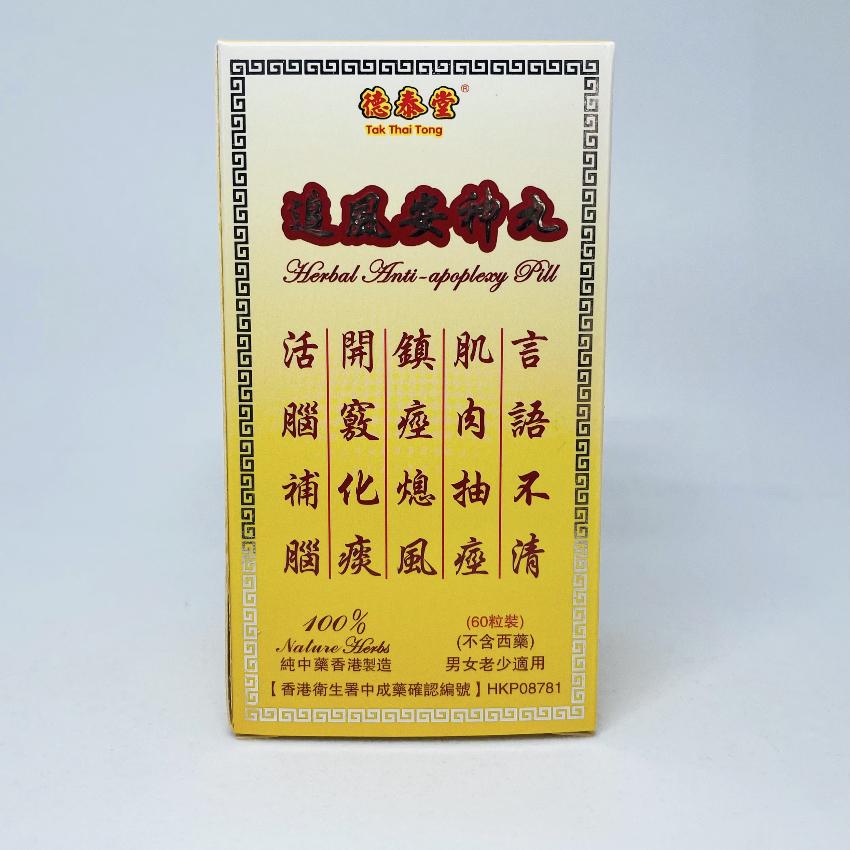 德泰堂®
Tak Thai Tong
追風安神丸
Herbal Anti-apoplexy Pill
言語不清
肌肉抽痙
鎮痙熄風
開竅化痰
活腦補腦
100%
Nature Herbs
純中藥香港製造
(60粒裝)
(不含西藥)
男女老少適用
【香港衛生署中成藥確認編號】HKP08781